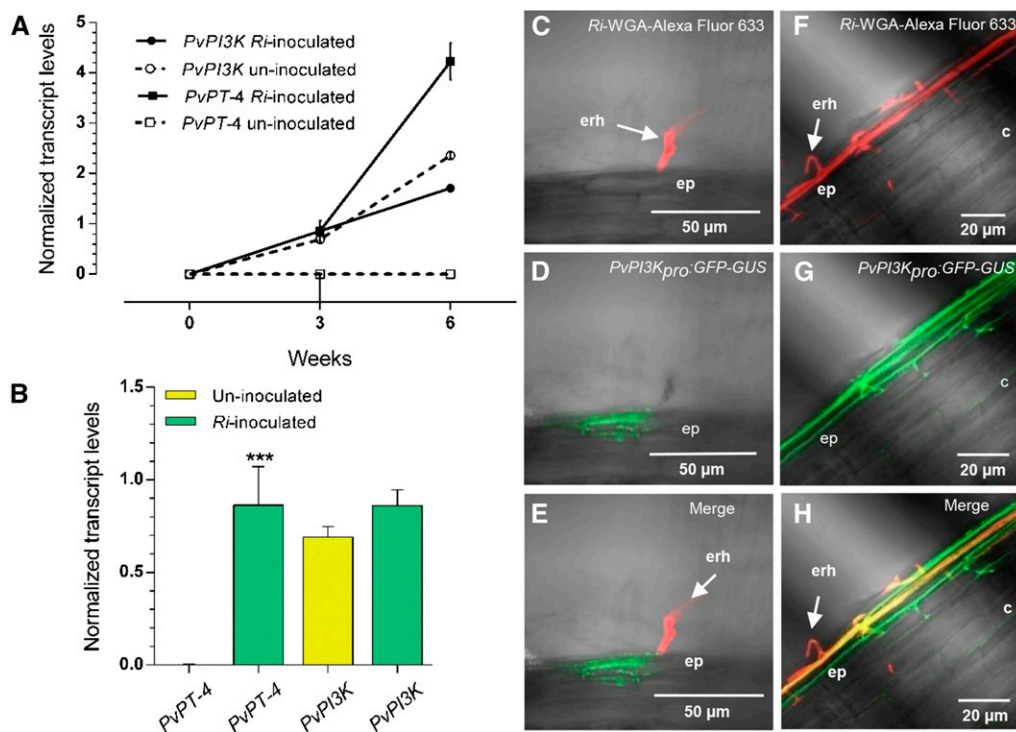 A
Normalized transcript levels
5
4
3
2
1
0
PvPI3K Ri-inoculated
PvPI3K un-inoculated
PvPT-4 Ri-inoculated
PvPT-4 un-inoculated
0 3 6
Weeks
B
Normalized transcript levels
1.5
1.0
0.5
0.0
Un-inoculated
Ri-inoculated
***
PvPT-4 PvPT-4 PvPI3K PvPI3K
C Ri-WGA-Alexa Fluor 633
erh
ep
50 µm
D PvPI3Kpro:GFP-GUS
ep
50 µm
E Merge
erh
ep
50 µm
F Ri-WGA-Alexa Fluor 633
erh
c
ep
20 µm
G PvPI3Kpro:GFP-GUS
c
ep
20 µm
H Merge
erh
c
ep
20 µm